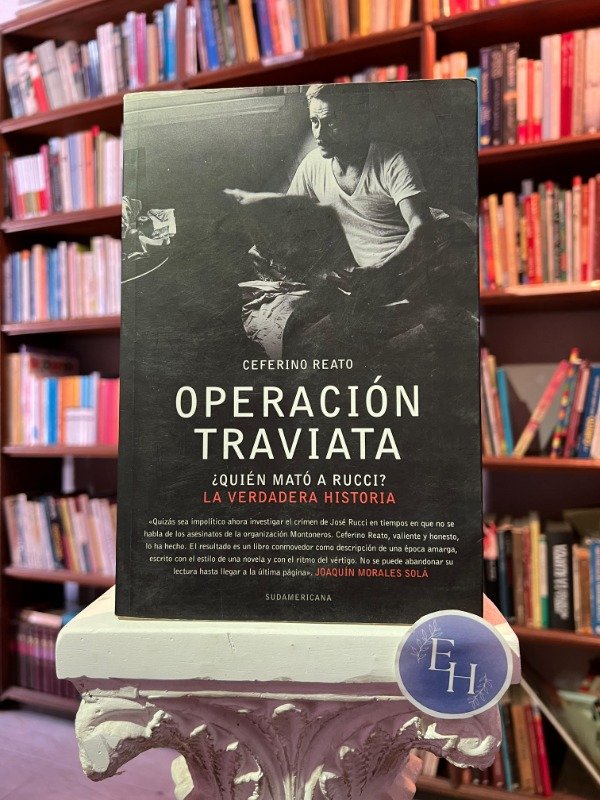 CEFERINO REATO
OPERACIÓN
TRAVIATA
¿QUIÉN MATÓ A RUCCI?
LA VERDADERA HISTORIA
«Quizás sea impolítico ahora investigar el crimen de José Rucci en tiempos en que no se
habla de los asesinatos de la organización Montoneros. Ceferino Reato, valiente y honesto,
lo ha hecho. El resultado es un libro conmovedor como descripción de una época amarga,
escrito con el estilo de una novela y con el ritmo del vértigo. No se puede abandonar su
lectura hasta llegar a la última página». JOAQUÍN MORALES SOLÁ
SUDAMERICANA
EH